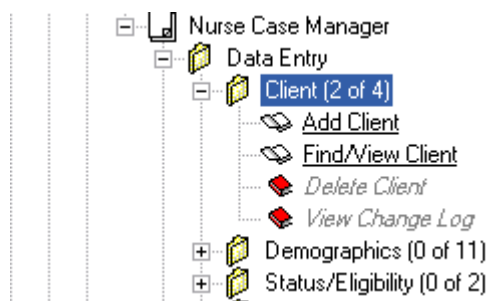 Nurse Case Manager
Data Entry
Client (2 of 4)
Add Client
Find/View Client
Delete Client
View Change Log
Demographics (0 of 11)
Status/Eligibility (0 of 2)